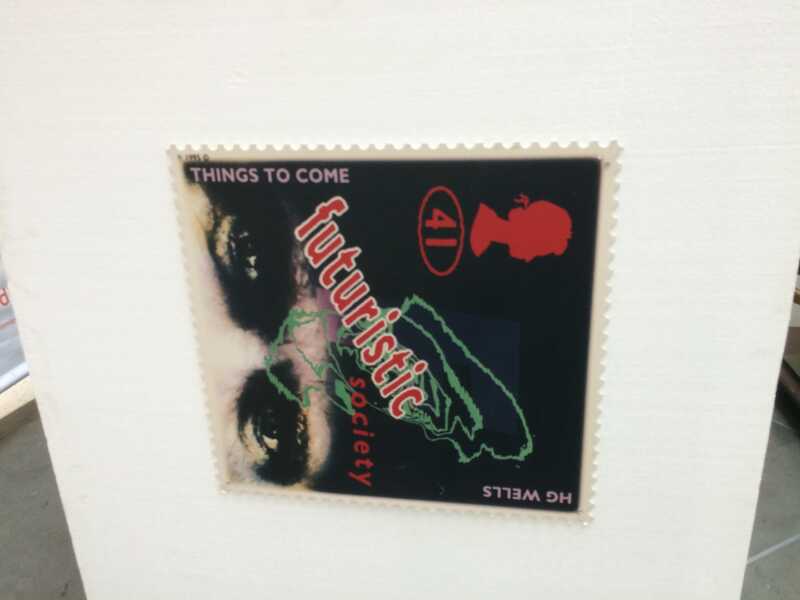 THINGS TO COME
41
futuristic
society
HG WELLS